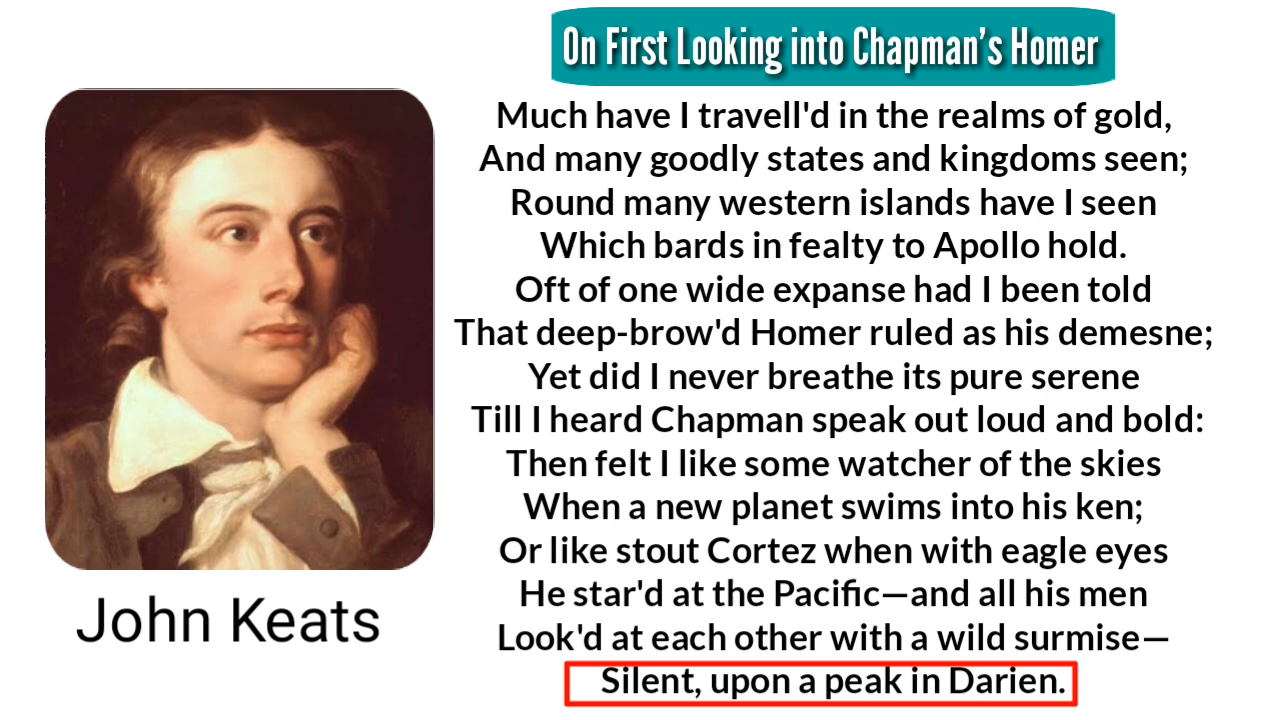 On First Looking into Chapman's Homer
Much have I travell'd in the realms of gold,
And many goodly states and kingdoms seen;
Round many western islands have I seen
Which bards in fealty to Apollo hold.
Oft of one wide expanse had I been told
That deep-brow'd Homer ruled as his demesne;
Yet did I never breathe its pure serene
Till I heard Chapman speak out loud and bold:
Then felt I like some watcher of the skies
When a new planet swims into his ken;
Or like stout Cortez when with eagle eyes
He star'd at the Pacific—and all his men
Look'd at each other with a wild surmise—
Silent, upon a peak in Darien.
John Keats